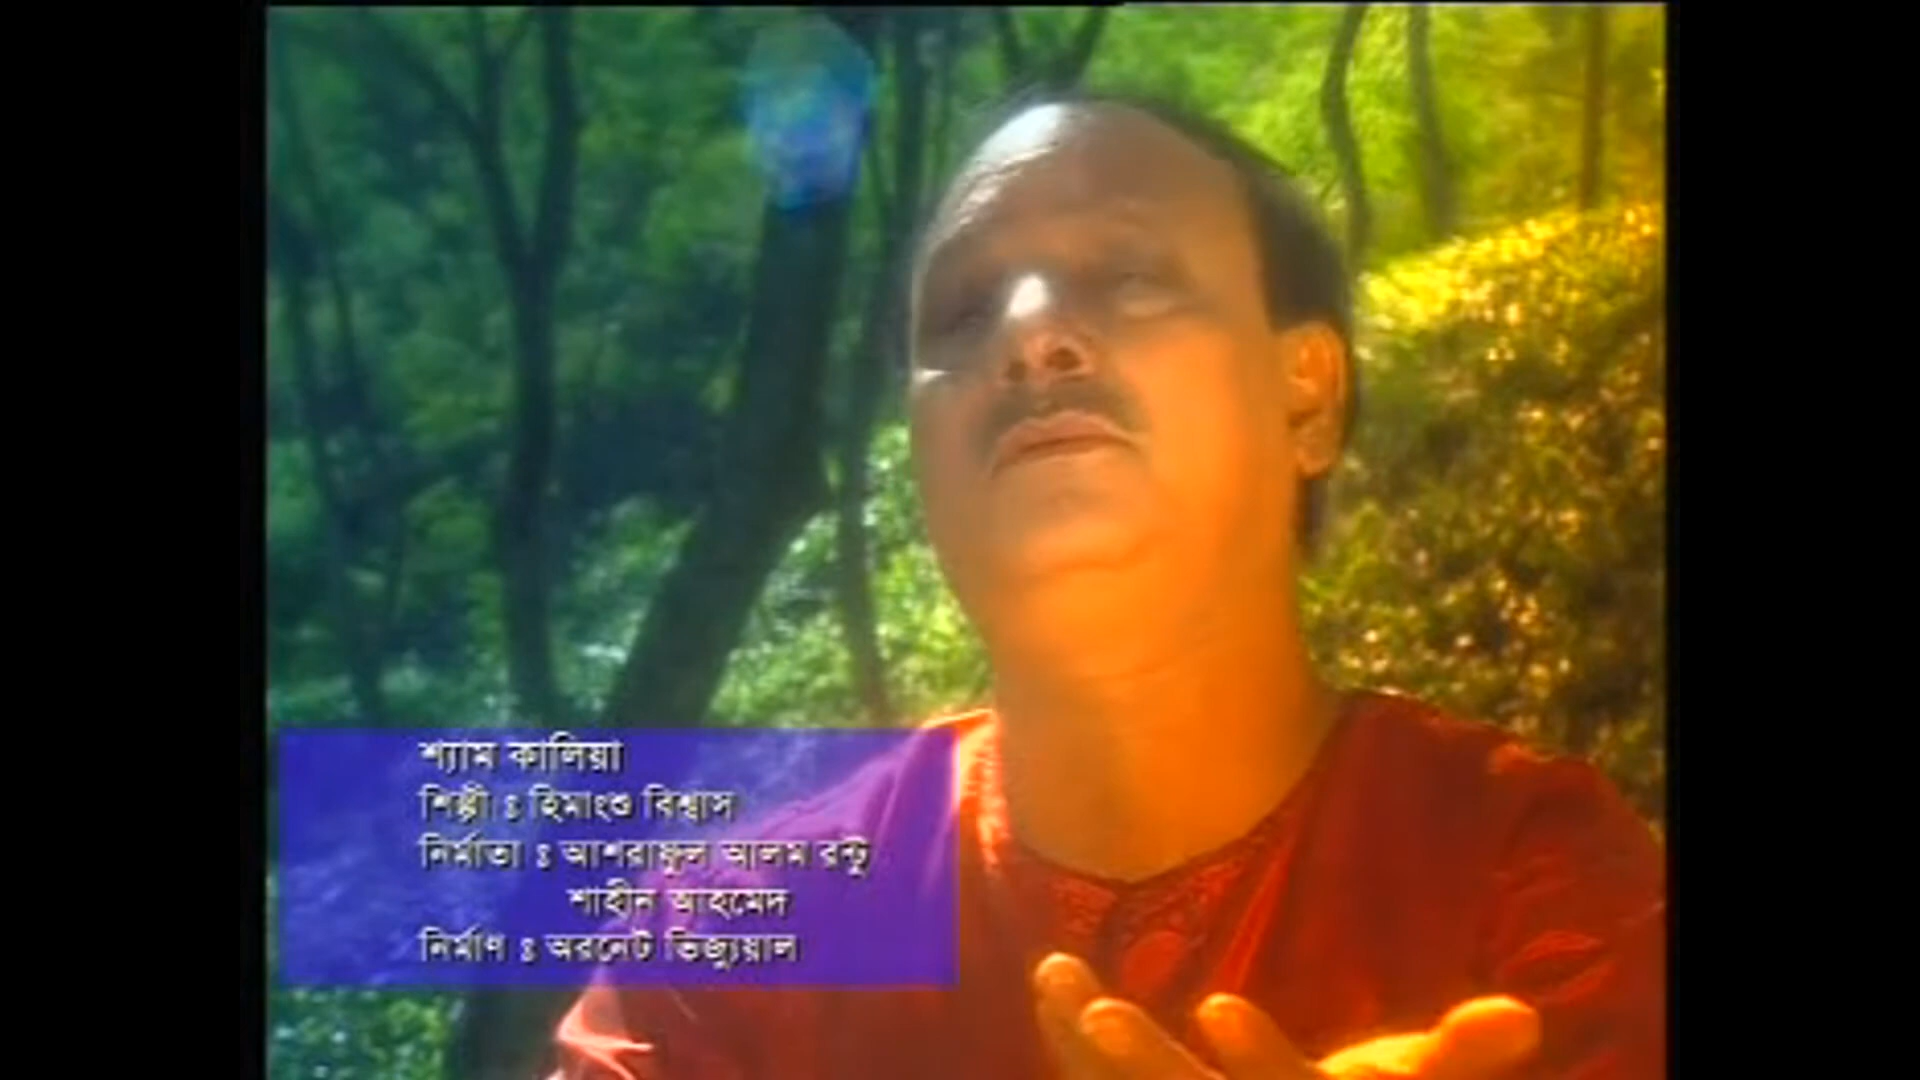 শ্যাম কালিয়া
শিল্পী ঃ হিমাংশু বিশ্বাস
নির্মাতা ঃ আশরাফুল আলম রন্টু
শাহীন আহমেদ
নির্মাণ ঃ অরনেট ভিজ্যুয়াল